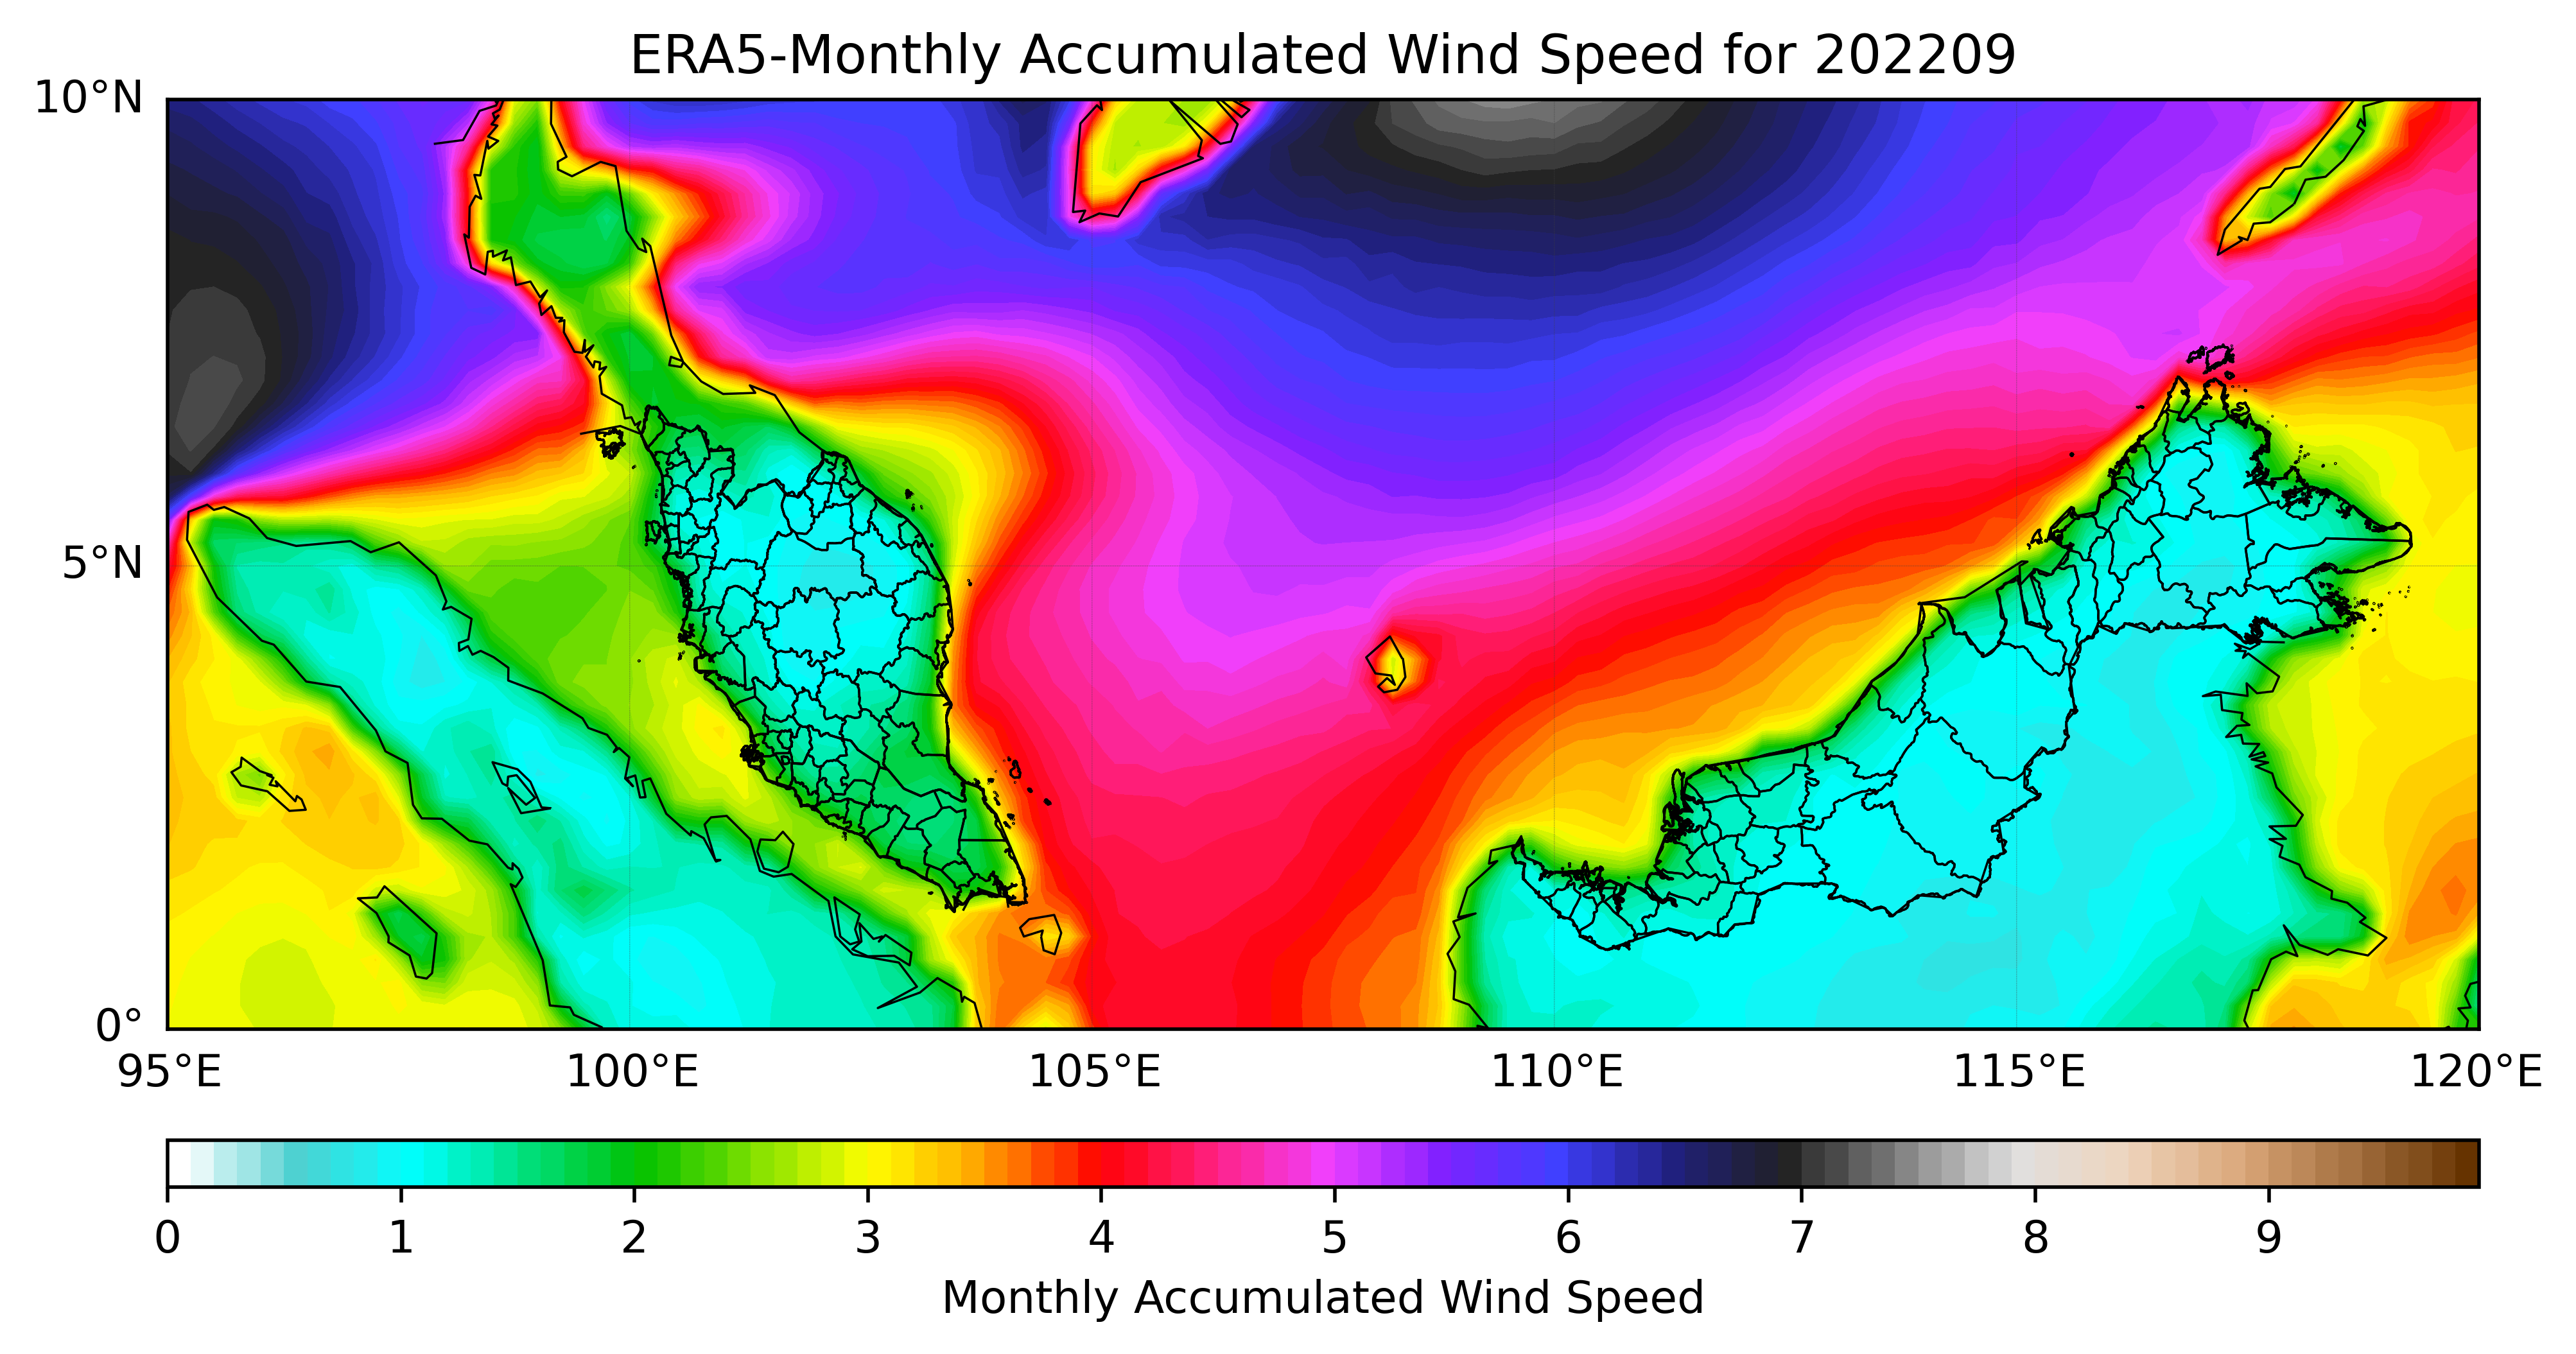 ERA5-Monthly Accumulated Wind Speed for 202209
10°N
5°N
0°
95°E 100°E 105°E 110°E 115°E 120°E
0 1 2 3 4 5 6 7 8 9
Monthly Accumulated Wind Speed